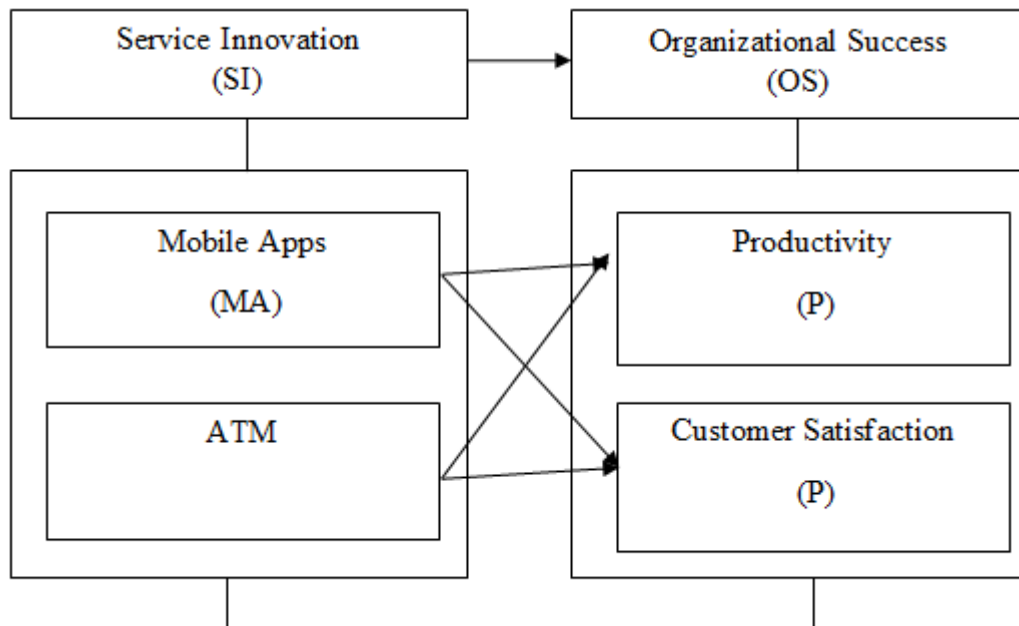 Service Innovation
(SI)
Organizational Success
(OS)
Mobile Apps
(MA)
Productivity
(P)
ATM
Customer Satisfaction
(P)